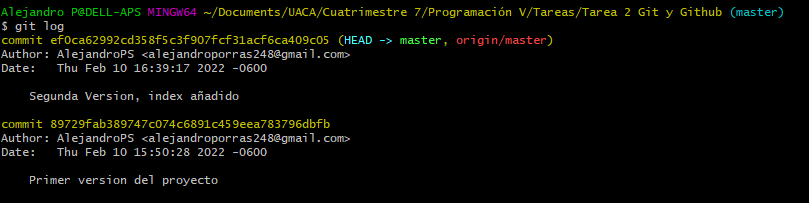 Alejandro P@DELL-APS MINGW64 ~/Documents/UACA/Cuatrimestre 7/Programación V/Tareas/Tarea 2 Git y Github (master)
$ git log
commit ef0ca62992cd358f5c3f907fcf31acf6ca409c05 (HEAD -> master, origin/master)
Author: AlejandroPS <alejandroporras248@gmail.com>
Date:   Thu Feb 10 16:39:17 2022 -0600
    Segunda Version, index añadido
commit 89729fab389747c074c6891c459eea783796dbfb
Author: AlejandroPS <alejandroporras248@gmail.com>
Date:   Thu Feb 10 15:50:28 2022 -0600
    Primer version del proyecto